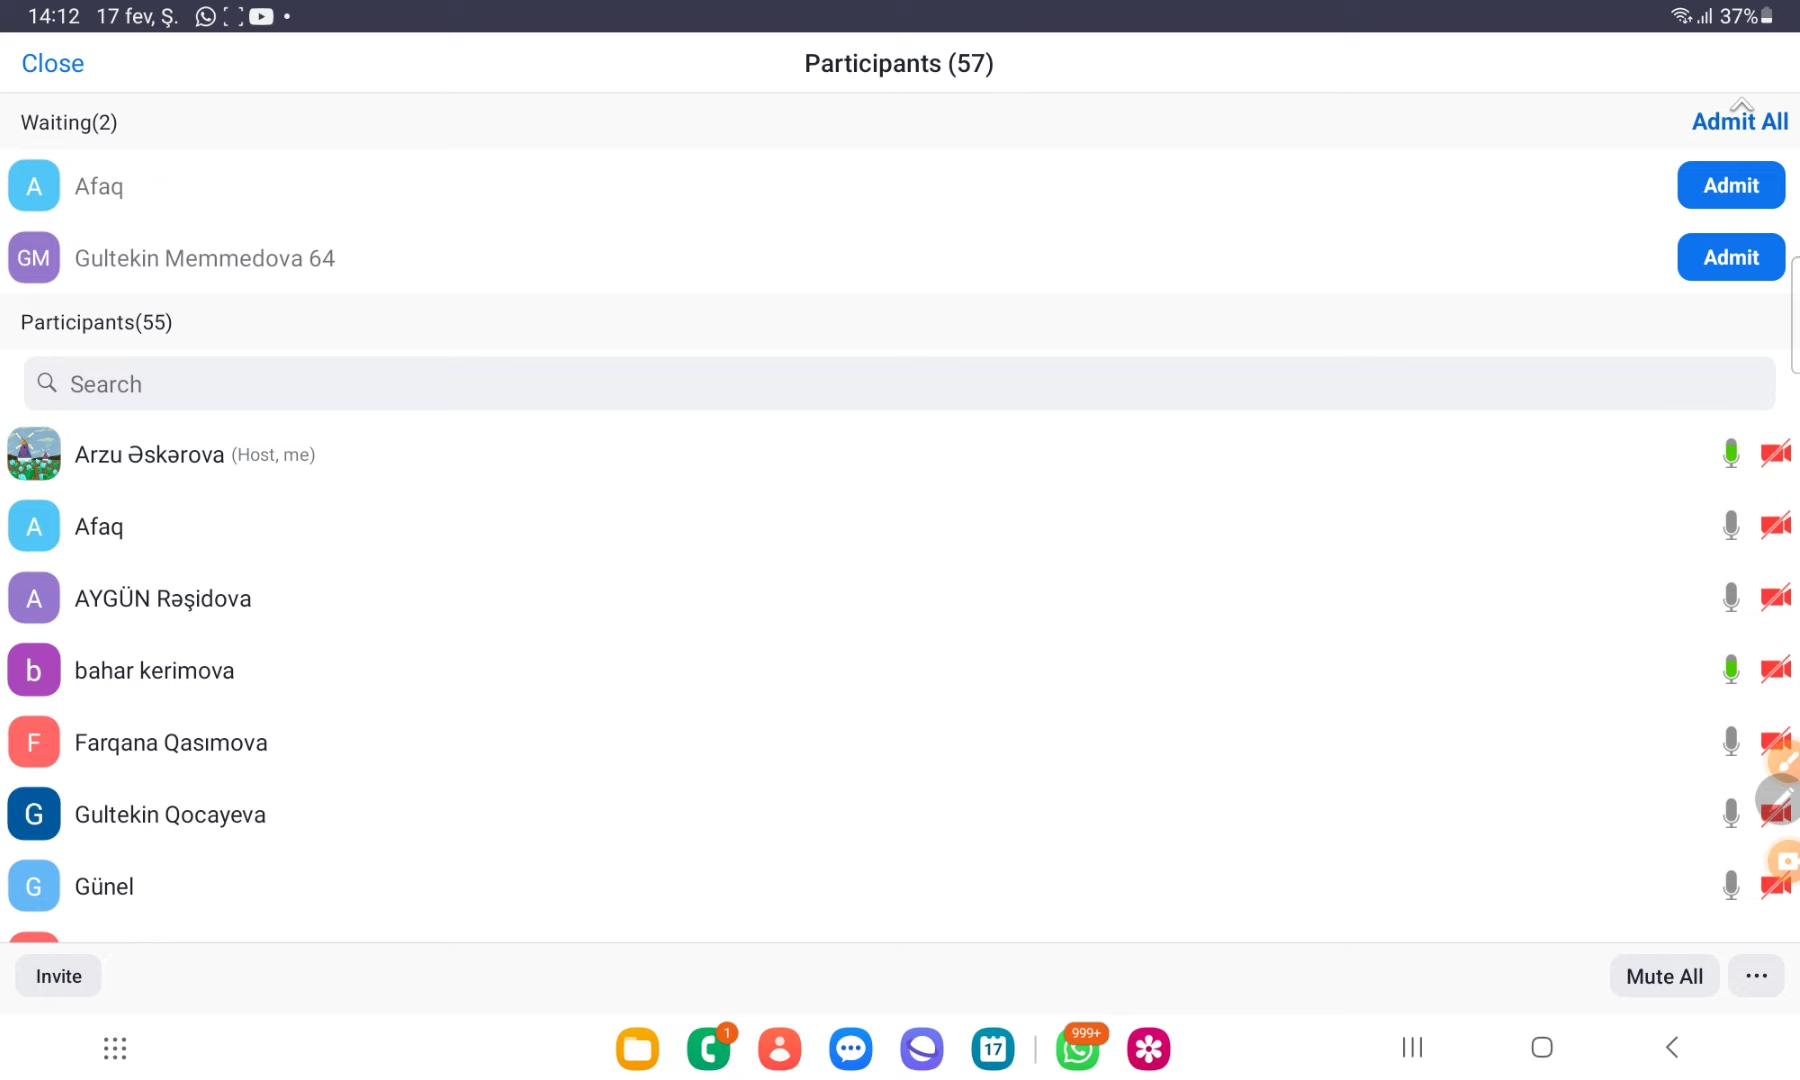 14:12 17 fev, Ş.
37%
Close
Participants (57)
Waiting(2)
Admit All
A Afaq
Admit
GM Gultekin Memmedova 64
Admit
Participants(55)
Search
Arzu Əskərova (Host, me)
A Afaq
A AYGÜN Rəşidova
b bahar kerimova
F Farqana Qasımova
G Gultekin Qocayeva
G Günel
Invite
Mute All
1
17
999+